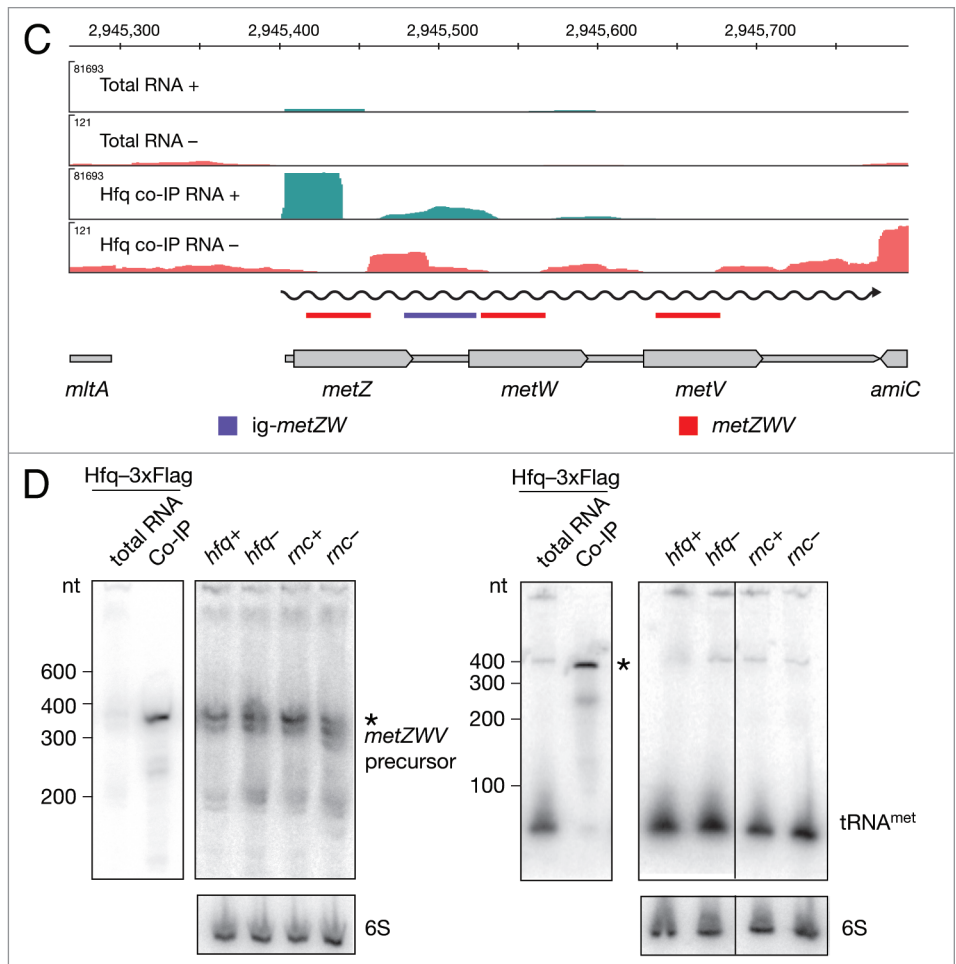 C
2,945,300 2,945,400 2,945,500 2,945,600 2,945,700
81693
Total RNA +
121
Total RNA –
81693
Hfq co-IP RNA +
121
Hfq co-IP RNA –
mltA metZ metW metV amiC
ig-metZW metZWV
D
Hfq–3xFlag
total RNA
Co-IP
hfq+
hfq–
rnc+
rnc–
nt
600
400
300
200
*
metZWV
precursor
6S
Hfq–3xFlag
total RNA
Co-IP
hfq+
hfq–
rnc+
rnc–
nt
400
300
200
100
*
tRNAmet
6S